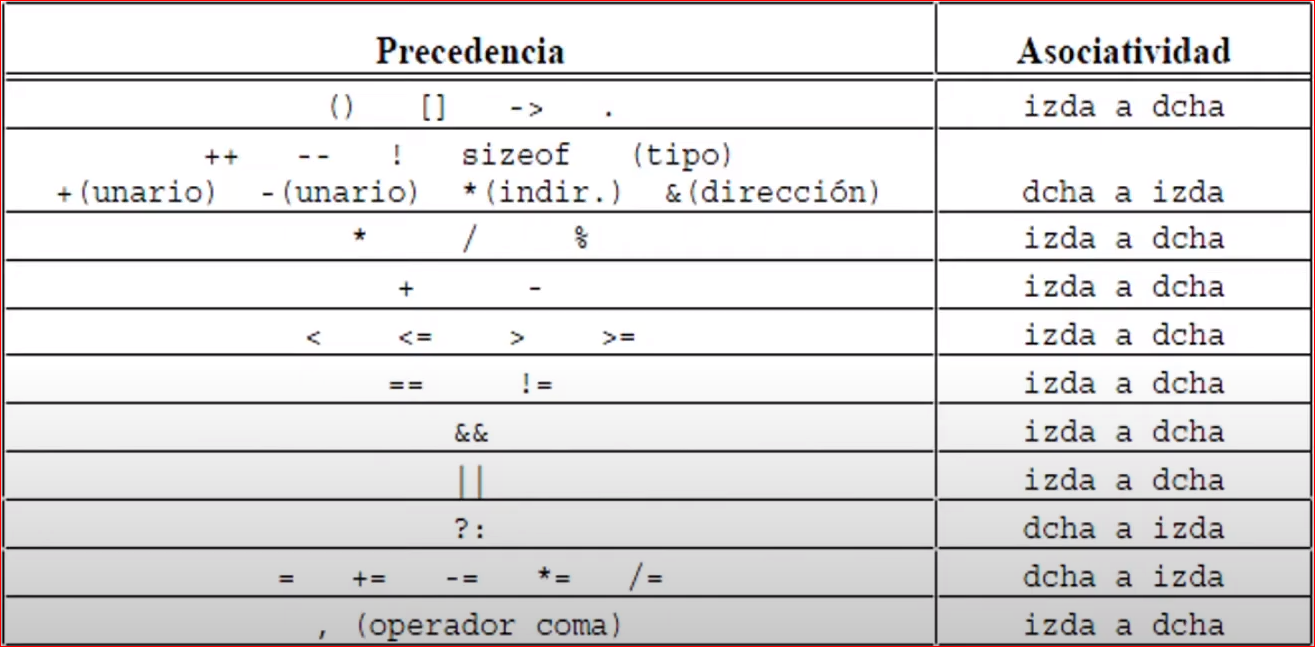 Precedencia Asociatividad
() [] -> . izda a dcha
++ -- ! sizeof (tipo)
+(unario) -(unario) *(indir.) &(dirección) dcha a izda
* / % izda a dcha
+ - izda a dcha
< <= > >= izda a dcha
== != izda a dcha
&& izda a dcha
|| izda a dcha
?: dcha a izda
= += -= *= /= dcha a izda
, (operador coma) izda a dcha